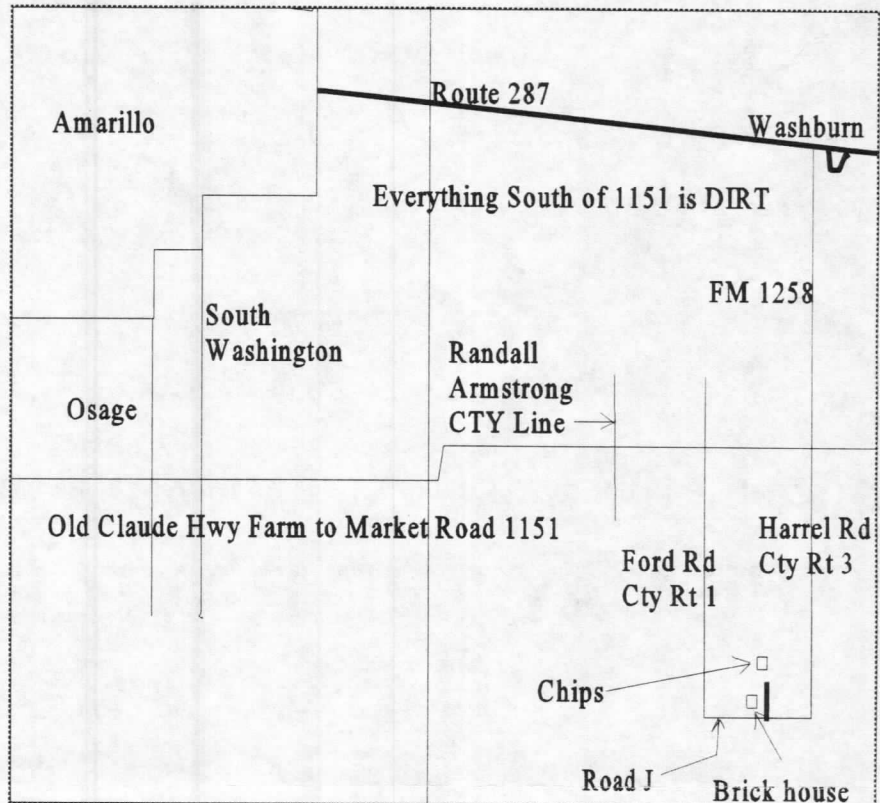 Route 287
Amarillo
Washburn
Everything South of 1151 is DIRT
FM 1258
South
Washington
Randall
Armstrong
CTY Line
Osage
Old Claude Hwy Farm to Market Road 1151
Harrel Rd
Cty Rt 3
Ford Rd
Cty Rt 1
Chips
Road J
Brick house